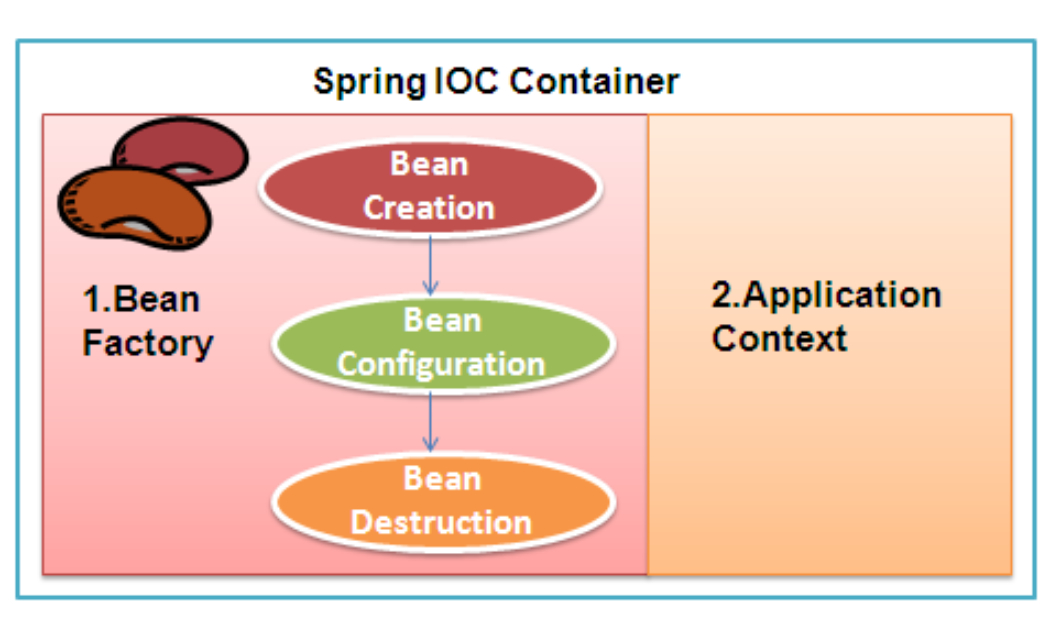 Spring IOC Container
Bean
Creation
1.Bean
Factory
Bean
Configuration
Bean
Destruction
2.Application
Context